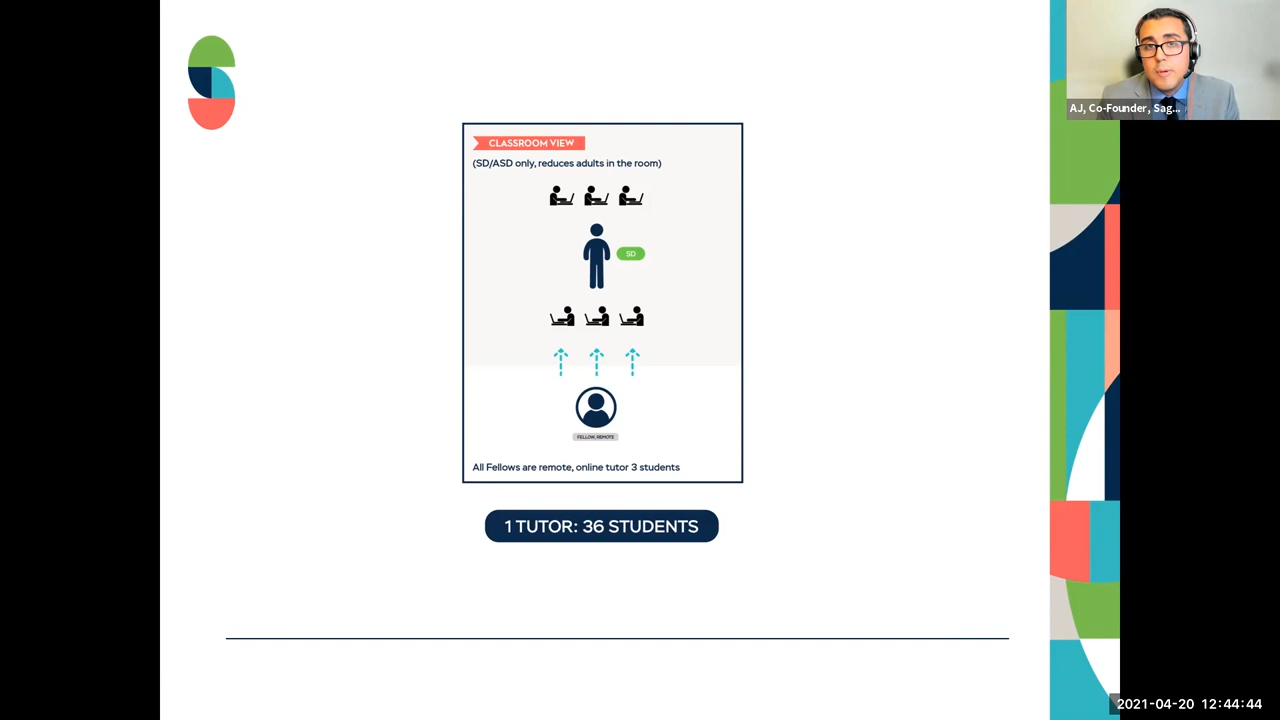 AJ, Co-Founder, Sag...
CLASSROOM VIEW
(SD/ASD only, reduces adults in the room)
SD
FELLOW, REMOTE
All Fellows are remote, online tutor 3 students
1 TUTOR: 36 STUDENTS
2021-04-20 12:44:44